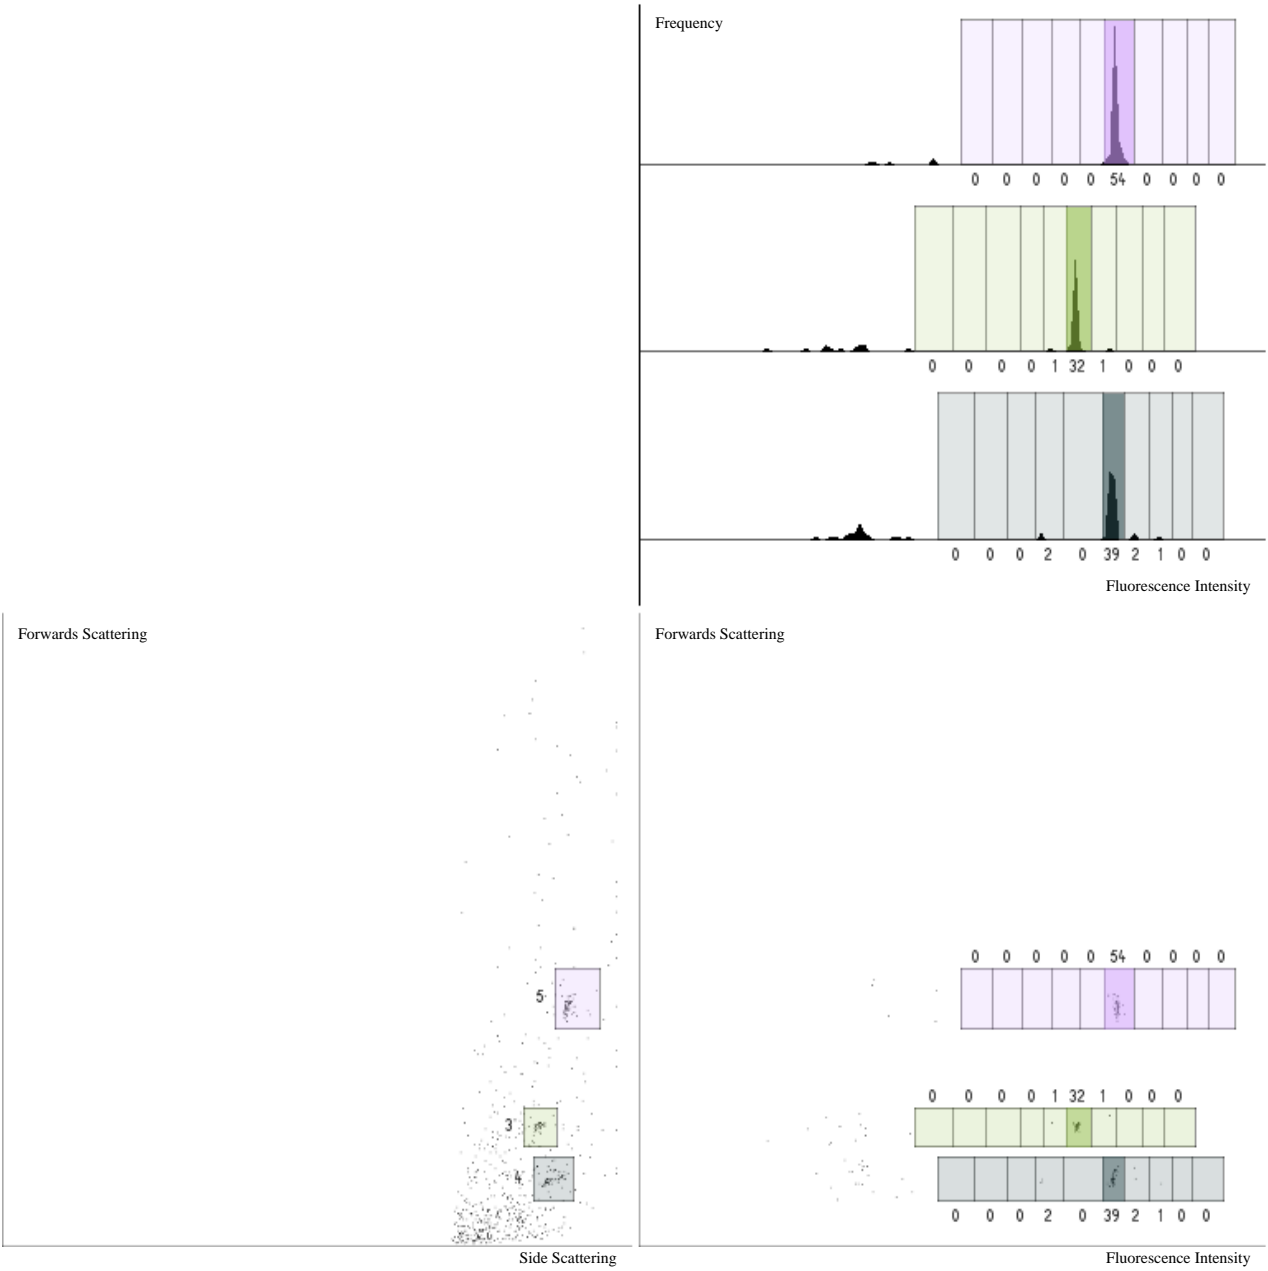 Frequency
0 0 0 0 0 54 0 0 0 0
0 0 0 0 1 32 1 0 0 0
0 0 0 2 0 39 2 1 0 0
Fluorescence Intensity
Forwards Scattering
5
3
4
Side Scattering
Forwards Scattering
0 0 0 0 0 54 0 0 0 0
0 0 0 0 1 32 1 0 0 0
0 0 0 2 0 39 2 1 0 0
Fluorescence Intensity